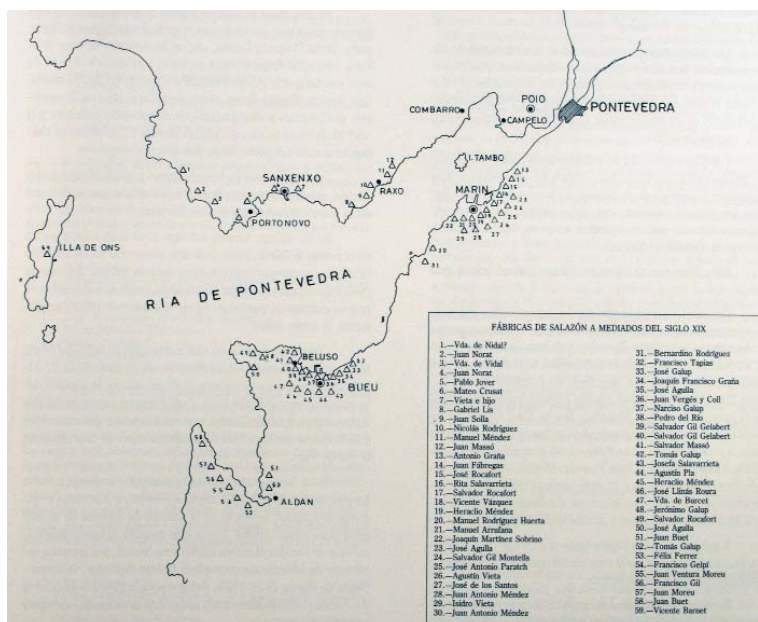 COMBARRO
POIO
CAMPELO
PONTEVEDRA
I.TAMBO
SANXENXO
RAXO
MARIN
PORTONOVO
ILLA DE ONS
RIA DE PONTEVEDRA
BELUSO
BUEU
ALDAN
FÁBRICAS DE SALAZÓN A MEDIADOS DEL SIGLO XIX
1.—Vda. de Nidal?
2.—Juan Norat
3.—Vda. de Vidal
4.—Juan Norat
5.—Pablo Jover
6.—Mateo Crusat
7.—Vieta e hijo
8.—Gabriel Lis
9.—Juan Solla
10.—Nicolás Rodríguez
11.—Manuel Méndez
12.—Juan Massó
13.—Antonio Graña
14.—Juan Fábregas
15.—José Rocafort
16.—Rita Salavarrieta
17.—Salvador Rocafort
18.—Vicente Vázquez
19.—Heraclio Méndez
20.—Manuel Rodríguez Huerta
21.—Manuel Arrufana
22.—Joaquín Martínez Sobrino
23.—José Agulla
24.—Salvador Gil Montells
25.—José Antonio Paratch
26.—Agustín Vieta
27.—José de los Santos
28.—Juan Antonio Méndez
29.—Isidro Vieta
30.—Juan Antonio Méndez
31.—Bernardino Rodríguez
32.—Francisco Tapias
33.—José Galup
34.—Joaquín Francisco Graña
35.—José Agulla
36.—Juan Vergés y Coll
37.—Narciso Galup
38.—Pedro del Río
39.—Salvador Gil Gelabert
40.—Salvador Gil Gelabert
41.—Salvador Massó
42.—Tomás Galup
43.—Josefa Salavarrieta
44.—Agustín Pla
45.—Heraclio Méndez
46.—José Llinás Roura
47.—Vda. de Burcet
48.—Jerónimo Galup
49.—Salvador Rocafort
50.—José Agulla
51.—Juan Buet
52.—Tomás Galup
53.—Félix Ferrer
54.—Francisco Gelpí
55.—Juan Ventura Moreu
56.—Francisco Gil
57.—Juan Moreu
58.—Juan Buet
59.—Vicente Barnet